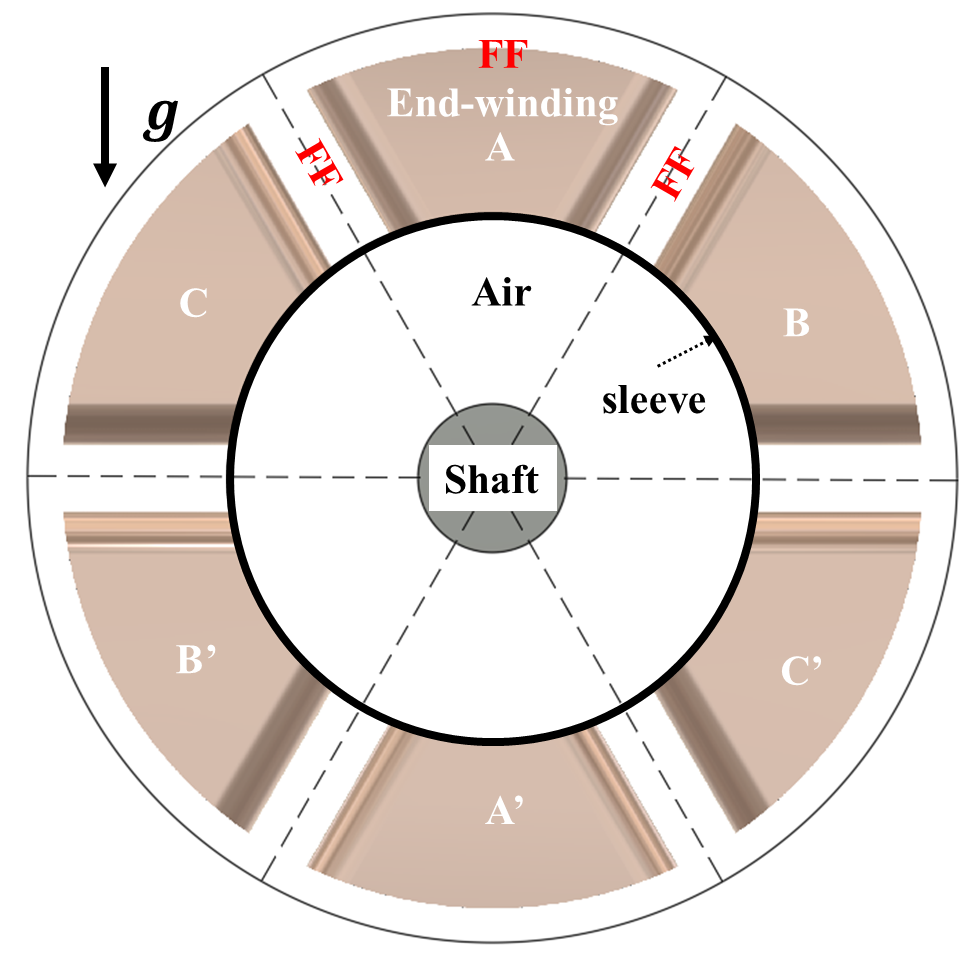 FF
End-winding
A
g
FF
FF
C
Air
B
sleeve
Shaft
B’
C’
A’